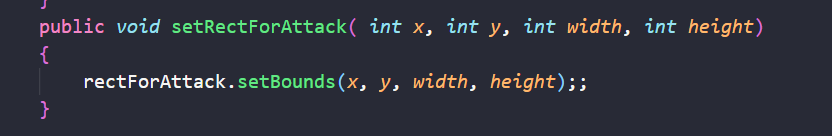 }
public void setRectForAttack( int x, int y, int width, int height)
{
    rectForAttack.setBounds(x, y, width, height);;
}